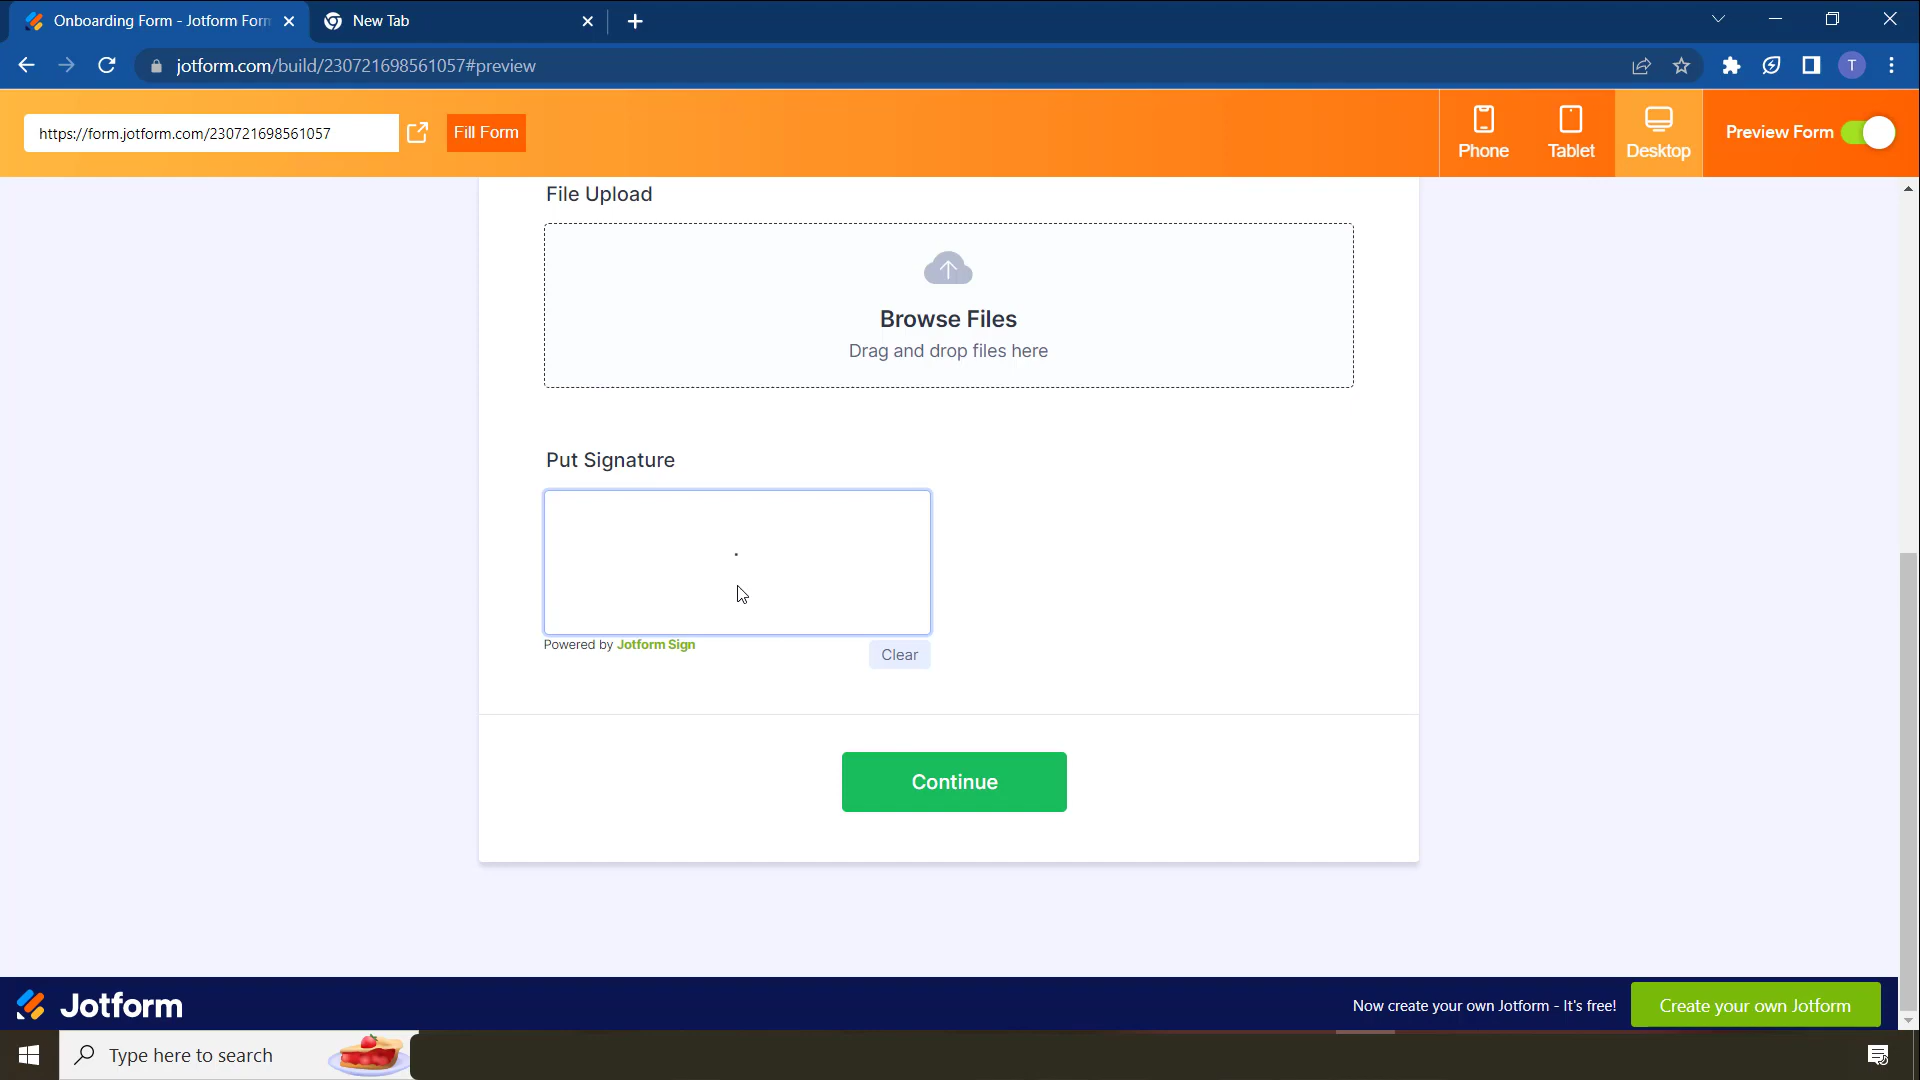 Onboarding Form - Jotform Form
New Tab
jotform.com/build/230721698561057#preview
T
https://form.jotform.com/230721698561057
Fill Form
Phone
Tablet
Desktop
Preview Form
File Upload
Browse Files
Drag and drop files here
Put Signature
Powered by Jotform Sign
Clear
Continue
Jotform
Now create your own Jotform - It's free!
Create your own Jotform
Type here to search